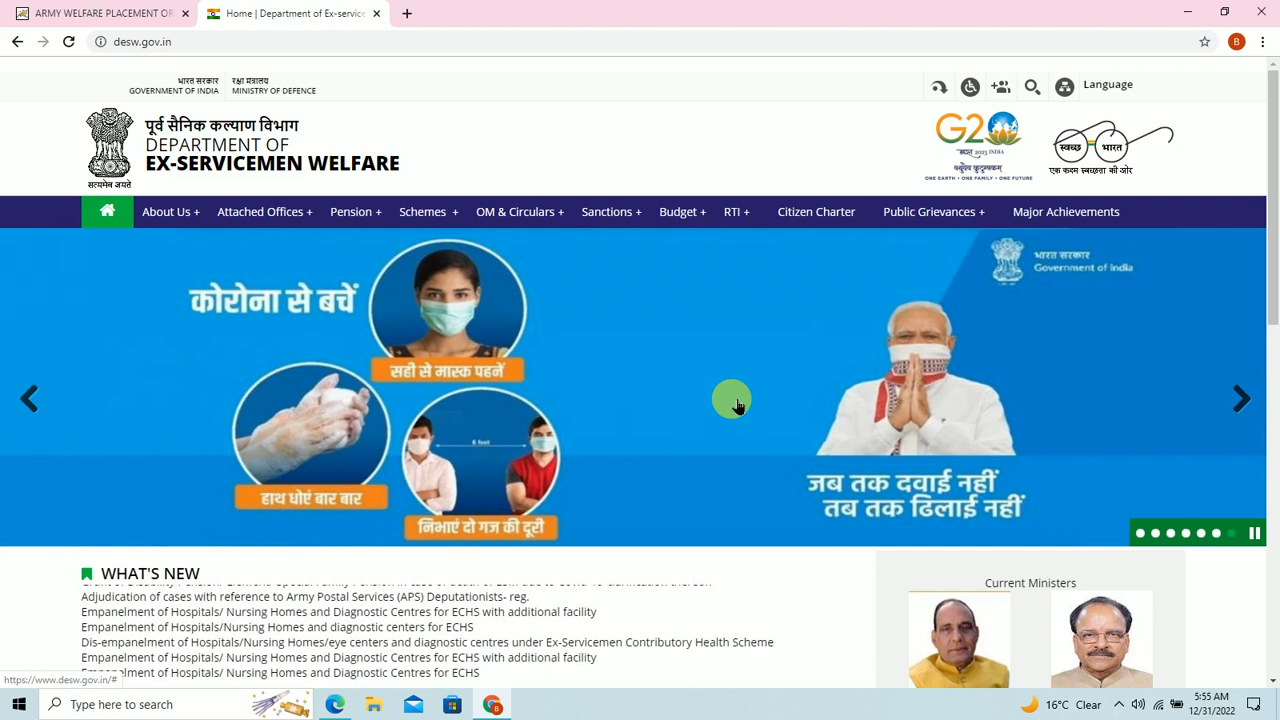 ARMY WELFARE PLACEMENT OR
Home | Department of Ex-service
desw.gov.in
भारत सरकार
GOVERNMENT OF INDIA
रक्षा मंत्रालय
MINISTRY OF DEFENCE
Language
पूर्व सैनिक कल्याण विभाग
DEPARTMENT OF
EX-SERVICEMEN WELFARE
सत्यमेव जयते
G20
भारत 2023 INDIA
वसुधैव कुटुम्बकम्
ONE EARTH • ONE FAMILY • ONE FUTURE
स्वच्छ भारत
एक कदम स्वच्छता की ओर
About Us +
Attached Offices +
Pension +
Schemes +
OM & Circulars +
Sanctions +
Budget +
RTI +
Citizen Charter
Public Grievances +
Major Achievements
भारत सरकार
Government of India
कोरोना से बचें
सही से मास्क पहनें
6 foot
हाथ धोएं बार बार
निभाएं दो गज की दूरी
जब तक दवाई नहीं
तब तक ढिलाई नहीं
WHAT'S NEW
Adjudication of cases with reference to Army Postal Services (APS) Deputationists- reg.
Empanelment of Hospitals/ Nursing Homes and Diagnostic Centres for ECHS with additional facility
Empanelment of Hospitals/Nursing Homes and diagnostic centers for ECHS
Dis-empanelment of Hospitals/Nursing Homes/eye centers and diagnostic centres under Ex-Servicemen Contributory Health Scheme
Empanelment of Hospitals/ Nursing Homes and Diagnostic Centres for ECHS with additional facility
Empanelment of Hospitals/ Nursing Homes and Diagnostic Centres for ECHS
Current Ministers
https://www.desw.gov.in/#
Type here to search
16°C Clear
5:55 AM
12/31/2022
B
B